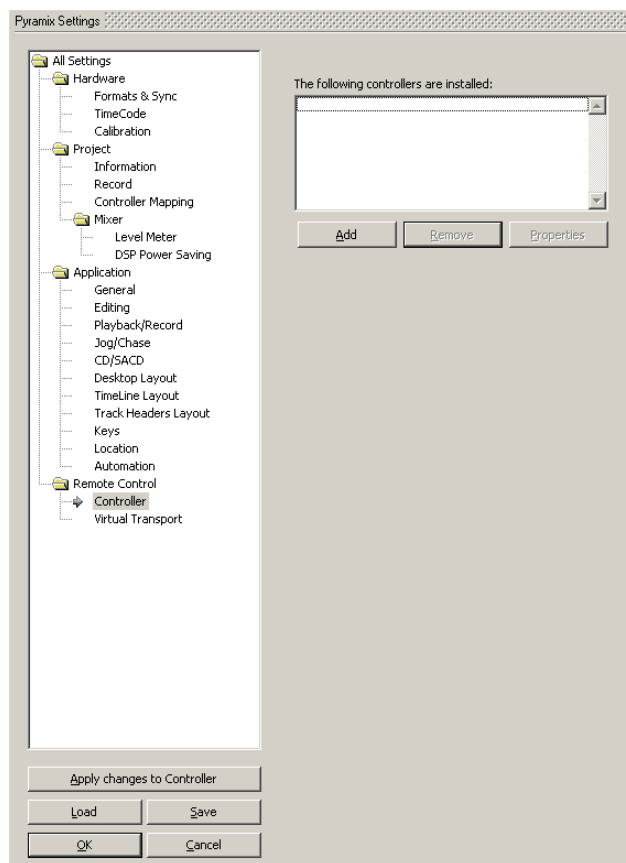 Pyramix Settings
All Settings
Hardware
Formats & Sync
TimeCode
Calibration
Project
Information
Record
Controller Mapping
Mixer
Level Meter
DSP Power Saving
Application
General
Editing
Playback/Record
Jog/Chase
CD/SACD
Desktop Layout
TimeLine Layout
Track Headers Layout
Keys
Location
Automation
Remote Control
Controller
Virtual Transport
The following controllers are installed:
Add Remove Properties
Apply changes to Controller
Load Save
OK Cancel